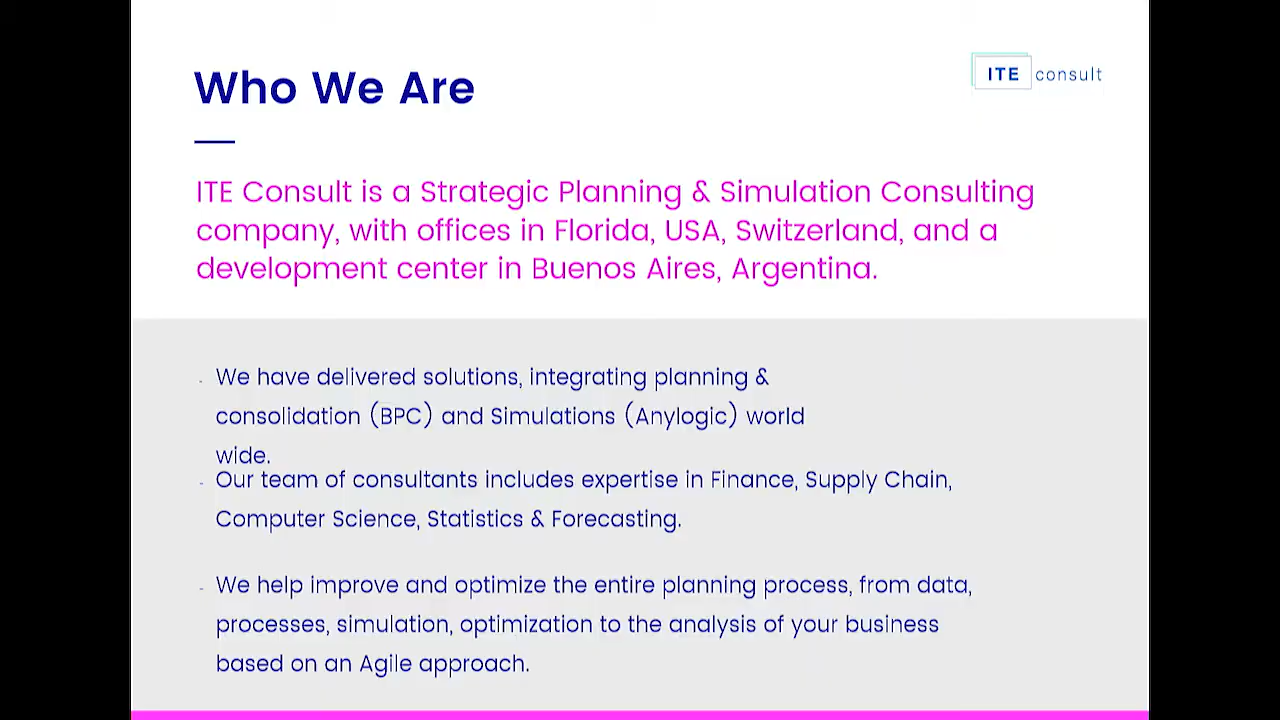 Who We Are
ITE consult
ITE Consult is a Strategic Planning & Simulation Consulting
company, with offices in Florida, USA, Switzerland, and a
development center in Buenos Aires, Argentina.
- We have delivered solutions, integrating planning &
consolidation (BPC) and Simulations (Anylogic) world
wide.
- Our team of consultants includes expertise in Finance, Supply Chain,
Computer Science, Statistics & Forecasting.
- We help improve and optimize the entire planning process, from data,
processes, simulation, optimization to the analysis of your business
based on an Agile approach.